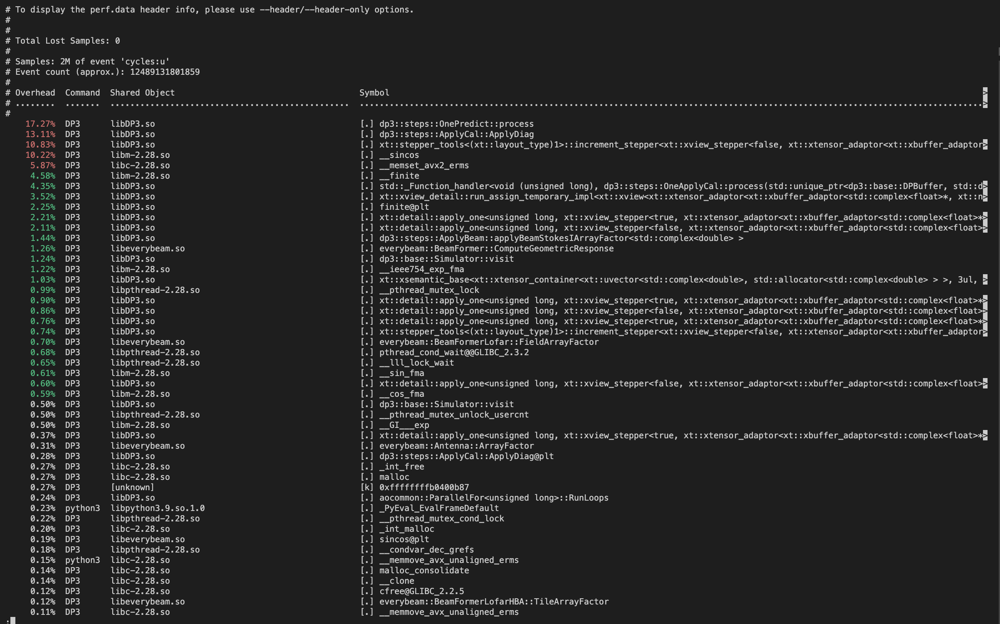 # To display the perf.data header info, please use --header/--header-only options.
#
#
# Total Lost Samples: 0
#
# Samples: 2M of event 'cycles:u'
# Event count (approx.): 12489131801859
#
# Overhead  Command  Shared Object                                     Symbol                                                                                                                      >
# ........  .......  ................................................  .............................................................................................................................>
#
    17.27%  DP3      libDP3.so                                         [.] dp3::steps::OnePredict::process
    13.11%  DP3      libDP3.so                                         [.] dp3::steps::ApplyCal::ApplyDiag
    10.83%  DP3      libDP3.so                                         [.] xt::stepper_tools<(xt::layout_type)1>::increment_stepper<xt::xview_stepper<false, xt::xtensor_adaptor<xt::xbuffer_adaptor>
    10.22%  DP3      libm-2.28.so                                      [.] __sincos
     5.87%  DP3      libc-2.28.so                                      [.] __memset_avx2_erms
     4.58%  DP3      libm-2.28.so                                      [.] __finite
     4.35%  DP3      libDP3.so                                         [.] std::_Function_handler<void (unsigned long), dp3::steps::OneApplyCal::process(std::unique_ptr<dp3::base::DPBuffer, std::d>
     3.52%  DP3      libDP3.so                                         [.] xt::xview_detail::run_assign_temporary_impl<xt::xview<xt::xtensor_adaptor<xt::xbuffer_adaptor<std::complex<float>*, xt::n>
     2.25%  DP3      libDP3.so                                         [.] finite@plt
     2.21%  DP3      libDP3.so                                         [.] xt::detail::apply_one<unsigned long, xt::xview_stepper<true, xt::xtensor_adaptor<xt::xbuffer_adaptor<std::complex<float>*>
     2.11%  DP3      libDP3.so                                         [.] xt::detail::apply_one<unsigned long, xt::xview_stepper<false, xt::xtensor_adaptor<xt::xbuffer_adaptor<std::complex<float>>
     1.44%  DP3      libDP3.so                                         [.] dp3::steps::ApplyBeam::applyBeamStokesIArrayFactor<std::complex<double> >
     1.26%  DP3      libeverybeam.so                                   [.] everybeam::BeamFormer::ComputeGeometricResponse
     1.24%  DP3      libDP3.so                                         [.] dp3::base::Simulator::visit
     1.22%  DP3      libm-2.28.so                                      [.] __ieee754_exp_fma
     1.03%  DP3      libDP3.so                                         [.] xt::xsemantic_base<xt::xtensor_container<xt::uvector<std::complex<double>, std::allocator<std::complex<double> > >, 3ul, >
     0.99%  DP3      libpthread-2.28.so                                [.] __pthread_mutex_lock
     0.90%  DP3      libDP3.so                                         [.] xt::detail::apply_one<unsigned long, xt::xview_stepper<true, xt::xtensor_adaptor<xt::xbuffer_adaptor<std::complex<float>*>
     0.86%  DP3      libDP3.so                                         [.] xt::detail::apply_one<unsigned long, xt::xview_stepper<false, xt::xtensor_adaptor<xt::xbuffer_adaptor<std::complex<float>>
     0.76%  DP3      libDP3.so                                         [.] xt::detail::apply_one<unsigned long, xt::xview_stepper<true, xt::xtensor_adaptor<xt::xbuffer_adaptor<std::complex<float>*>
     0.74%  DP3      libDP3.so                                         [.] xt::stepper_tools<(xt::layout_type)1>::increment_stepper<xt::xview_stepper<false, xt::xtensor_adaptor<xt::xbuffer_adaptor>
     0.70%  DP3      libeverybeam.so                                   [.] everybeam::BeamFormerLofar::FieldArrayFactor
     0.68%  DP3      libpthread-2.28.so                                [.] pthread_cond_wait@@GLIBC_2.3.2
     0.65%  DP3      libpthread-2.28.so                                [.] __lll_lock_wait
     0.61%  DP3      libm-2.28.so                                      [.] __sin_fma
     0.60%  DP3      libDP3.so                                         [.] xt::detail::apply_one<unsigned long, xt::xview_stepper<false, xt::xtensor_adaptor<xt::xbuffer_adaptor<std::complex<float>>
     0.59%  DP3      libm-2.28.so                                      [.] __cos_fma
     0.50%  DP3      libDP3.so                                         [.] dp3::base::Simulator::visit
     0.50%  DP3      libpthread-2.28.so                                [.] __pthread_mutex_unlock_usercnt
     0.50%  DP3      libm-2.28.so                                      [.] __GI___exp
     0.37%  DP3      libDP3.so                                         [.] xt::detail::apply_one<unsigned long, xt::xview_stepper<true, xt::xtensor_adaptor<xt::xbuffer_adaptor<std::complex<float>*>
     0.31%  DP3      libeverybeam.so                                   [.] everybeam::Antenna::ArrayFactor
     0.28%  DP3      libDP3.so                                         [.] dp3::steps::ApplyCal::ApplyDiag@plt
     0.27%  DP3      libc-2.28.so                                      [.] _int_free
     0.27%  DP3      libc-2.28.so                                      [.] malloc
     0.27%  DP3      [unknown]                                         [k] 0xffffffffb0400b87
     0.24%  DP3      libDP3.so                                         [.] aocommon::ParallelFor<unsigned long>::RunLoops
     0.23%  python3  libpython3.9.so.1.0                               [.] _PyEval_EvalFrameDefault
     0.22%  DP3      libpthread-2.28.so                                [.] __pthread_mutex_cond_lock
     0.20%  DP3      libc-2.28.so                                      [.] _int_malloc
     0.19%  DP3      libeverybeam.so                                   [.] sincos@plt
     0.18%  DP3      libpthread-2.28.so                                [.] __condvar_dec_grefs
     0.15%  python3  libc-2.28.so                                      [.] __memmove_avx_unaligned_erms
     0.14%  DP3      libc-2.28.so                                      [.] malloc_consolidate
     0.14%  DP3      libc-2.28.so                                      [.] __clone
     0.12%  DP3      libc-2.28.so                                      [.] cfree@GLIBC_2.2.5
     0.12%  DP3      libeverybeam.so                                   [.] everybeam::BeamFormerLofarHBA::TileArrayFactor
     0.11%  DP3      libc-2.28.so                                      [.] __memmove_avx_unaligned_erms
: